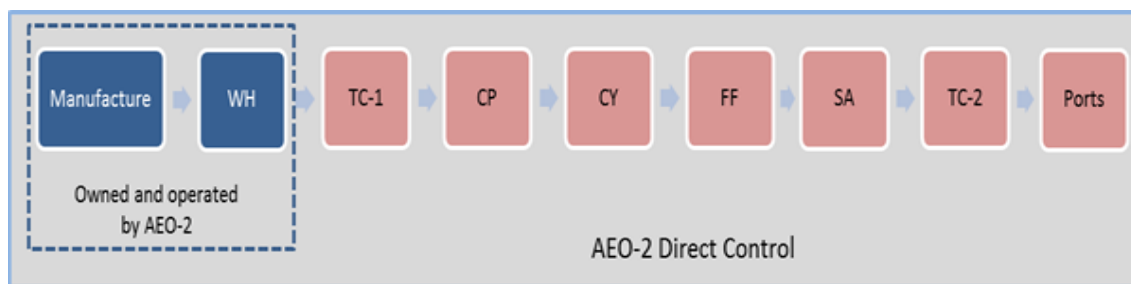 Manufacture
WH
TC-1
CP
CY
FF
SA
TC-2
Ports
Owned and operated
by AEO-2
AEO-2 Direct Control